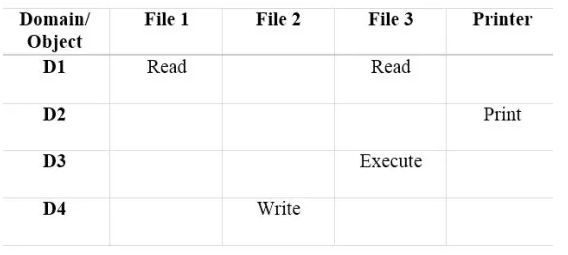 Domain/ File 1 File 2 File 3 Printer
Object
D1 Read Read
D2 Print
D3 Execute
D4 Write